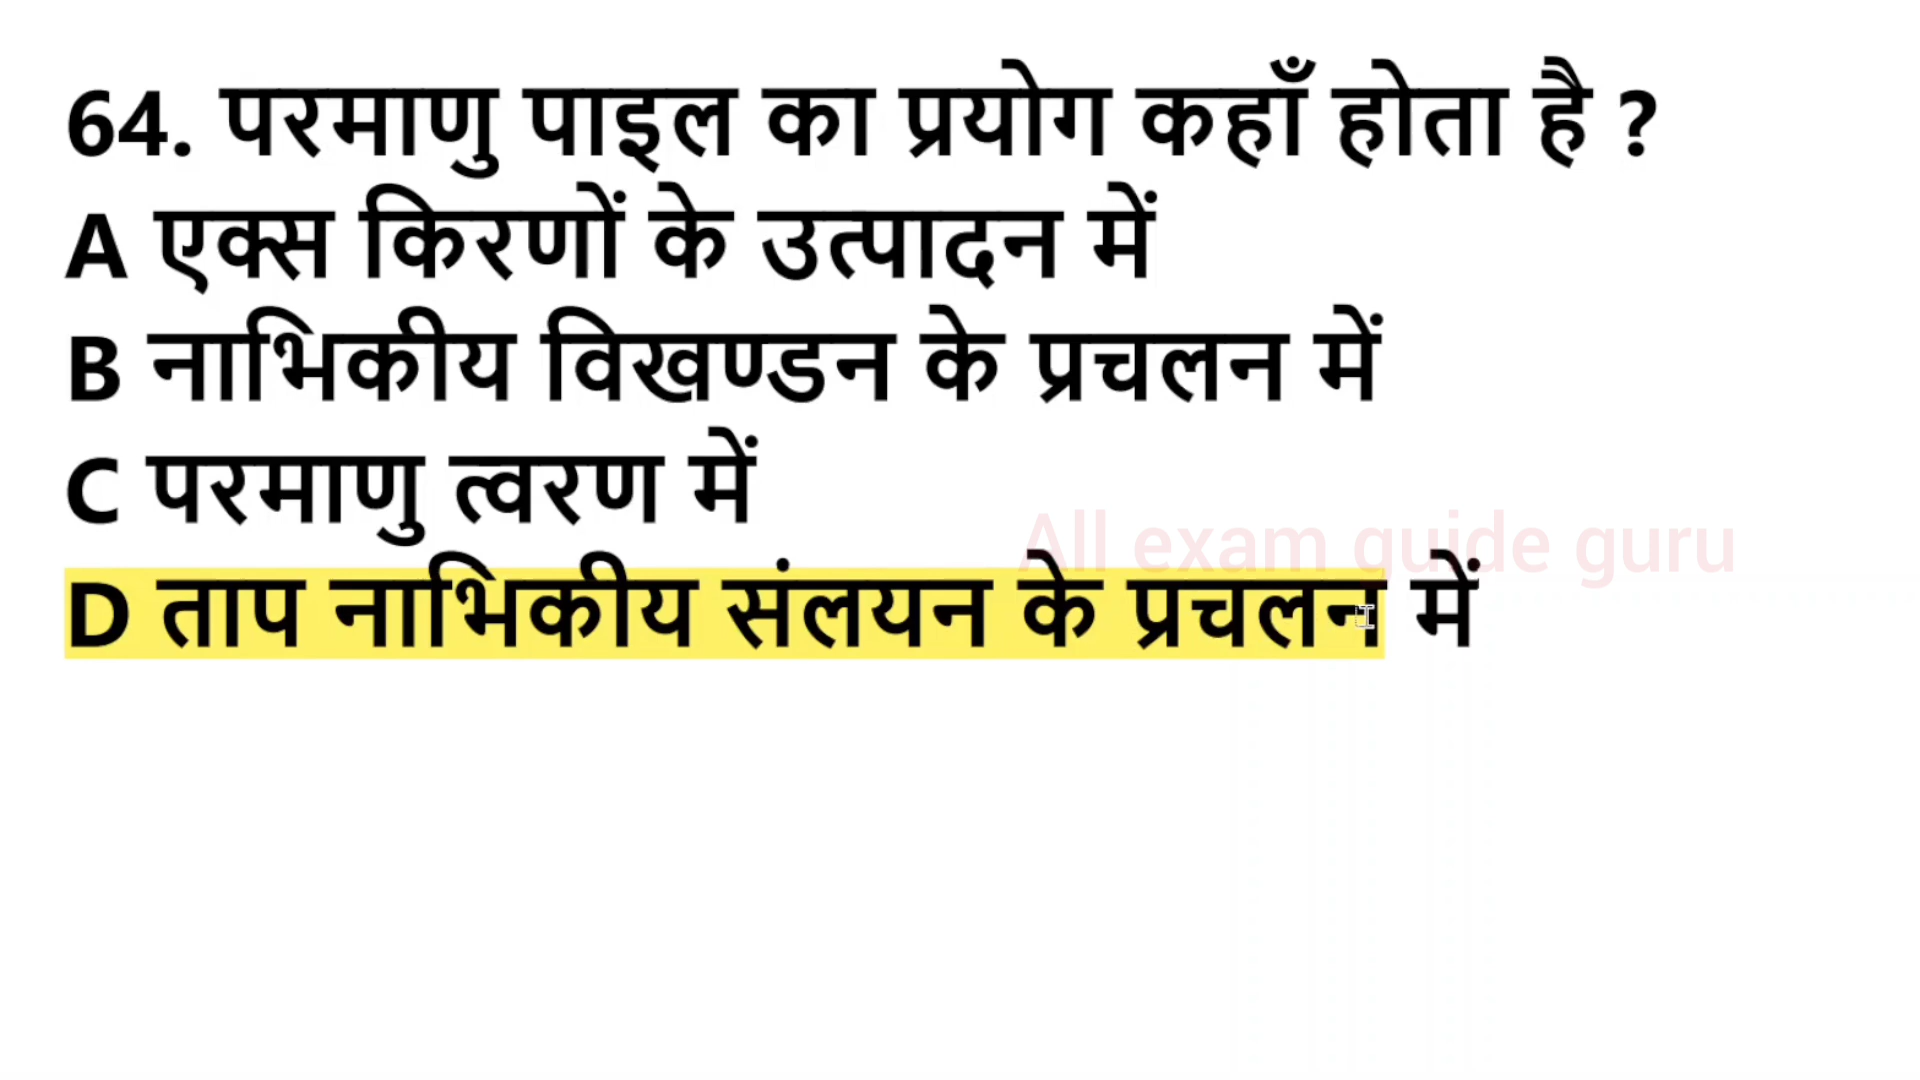 64. परमाणु पाइल का प्रयोग कहाँ होता है ?
A एक्स किरणों के उत्पादन में
B नाभिकीय विखण्डन के प्रचलन में
C परमाणु त्वरण में
All exam guide guru
D ताप नाभिकीय संलयन के प्रचलन में